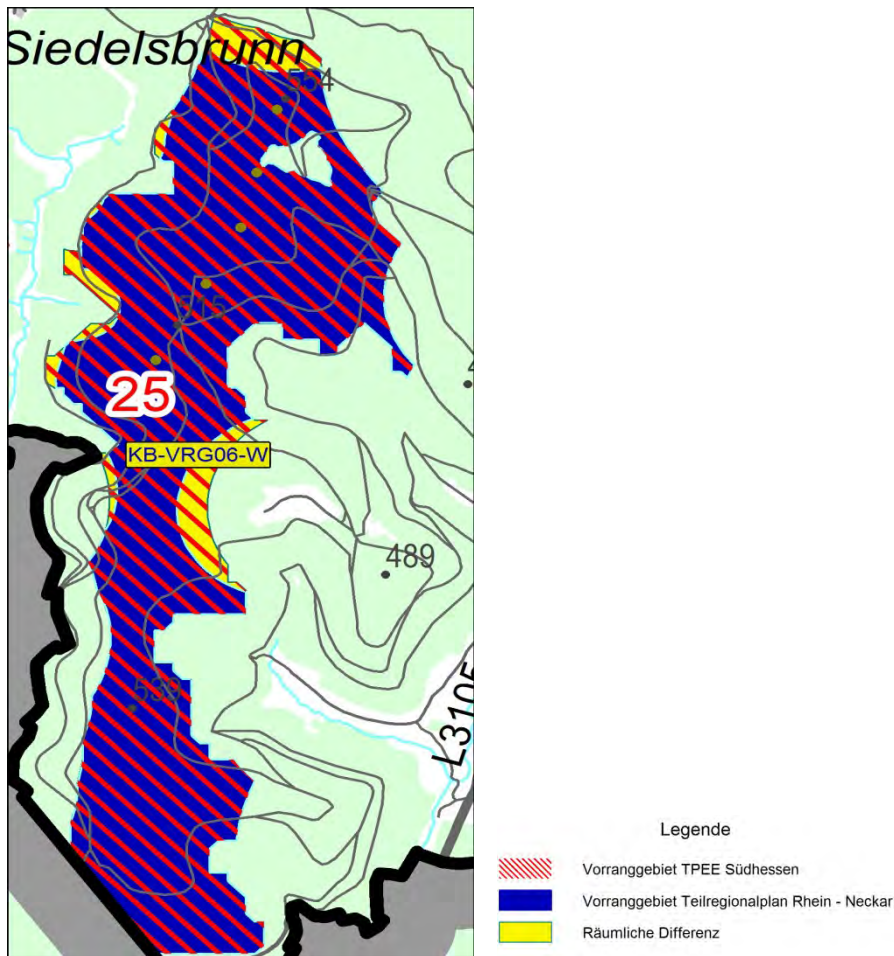 Siedelsbrunn
554
515
25
KB-VRG06-W
489
539
L3105
Legende
Vorranggebiet TPEE Südhessen
Vorranggebiet Teilregionalplan Rhein - Neckar
Räumliche Differenz